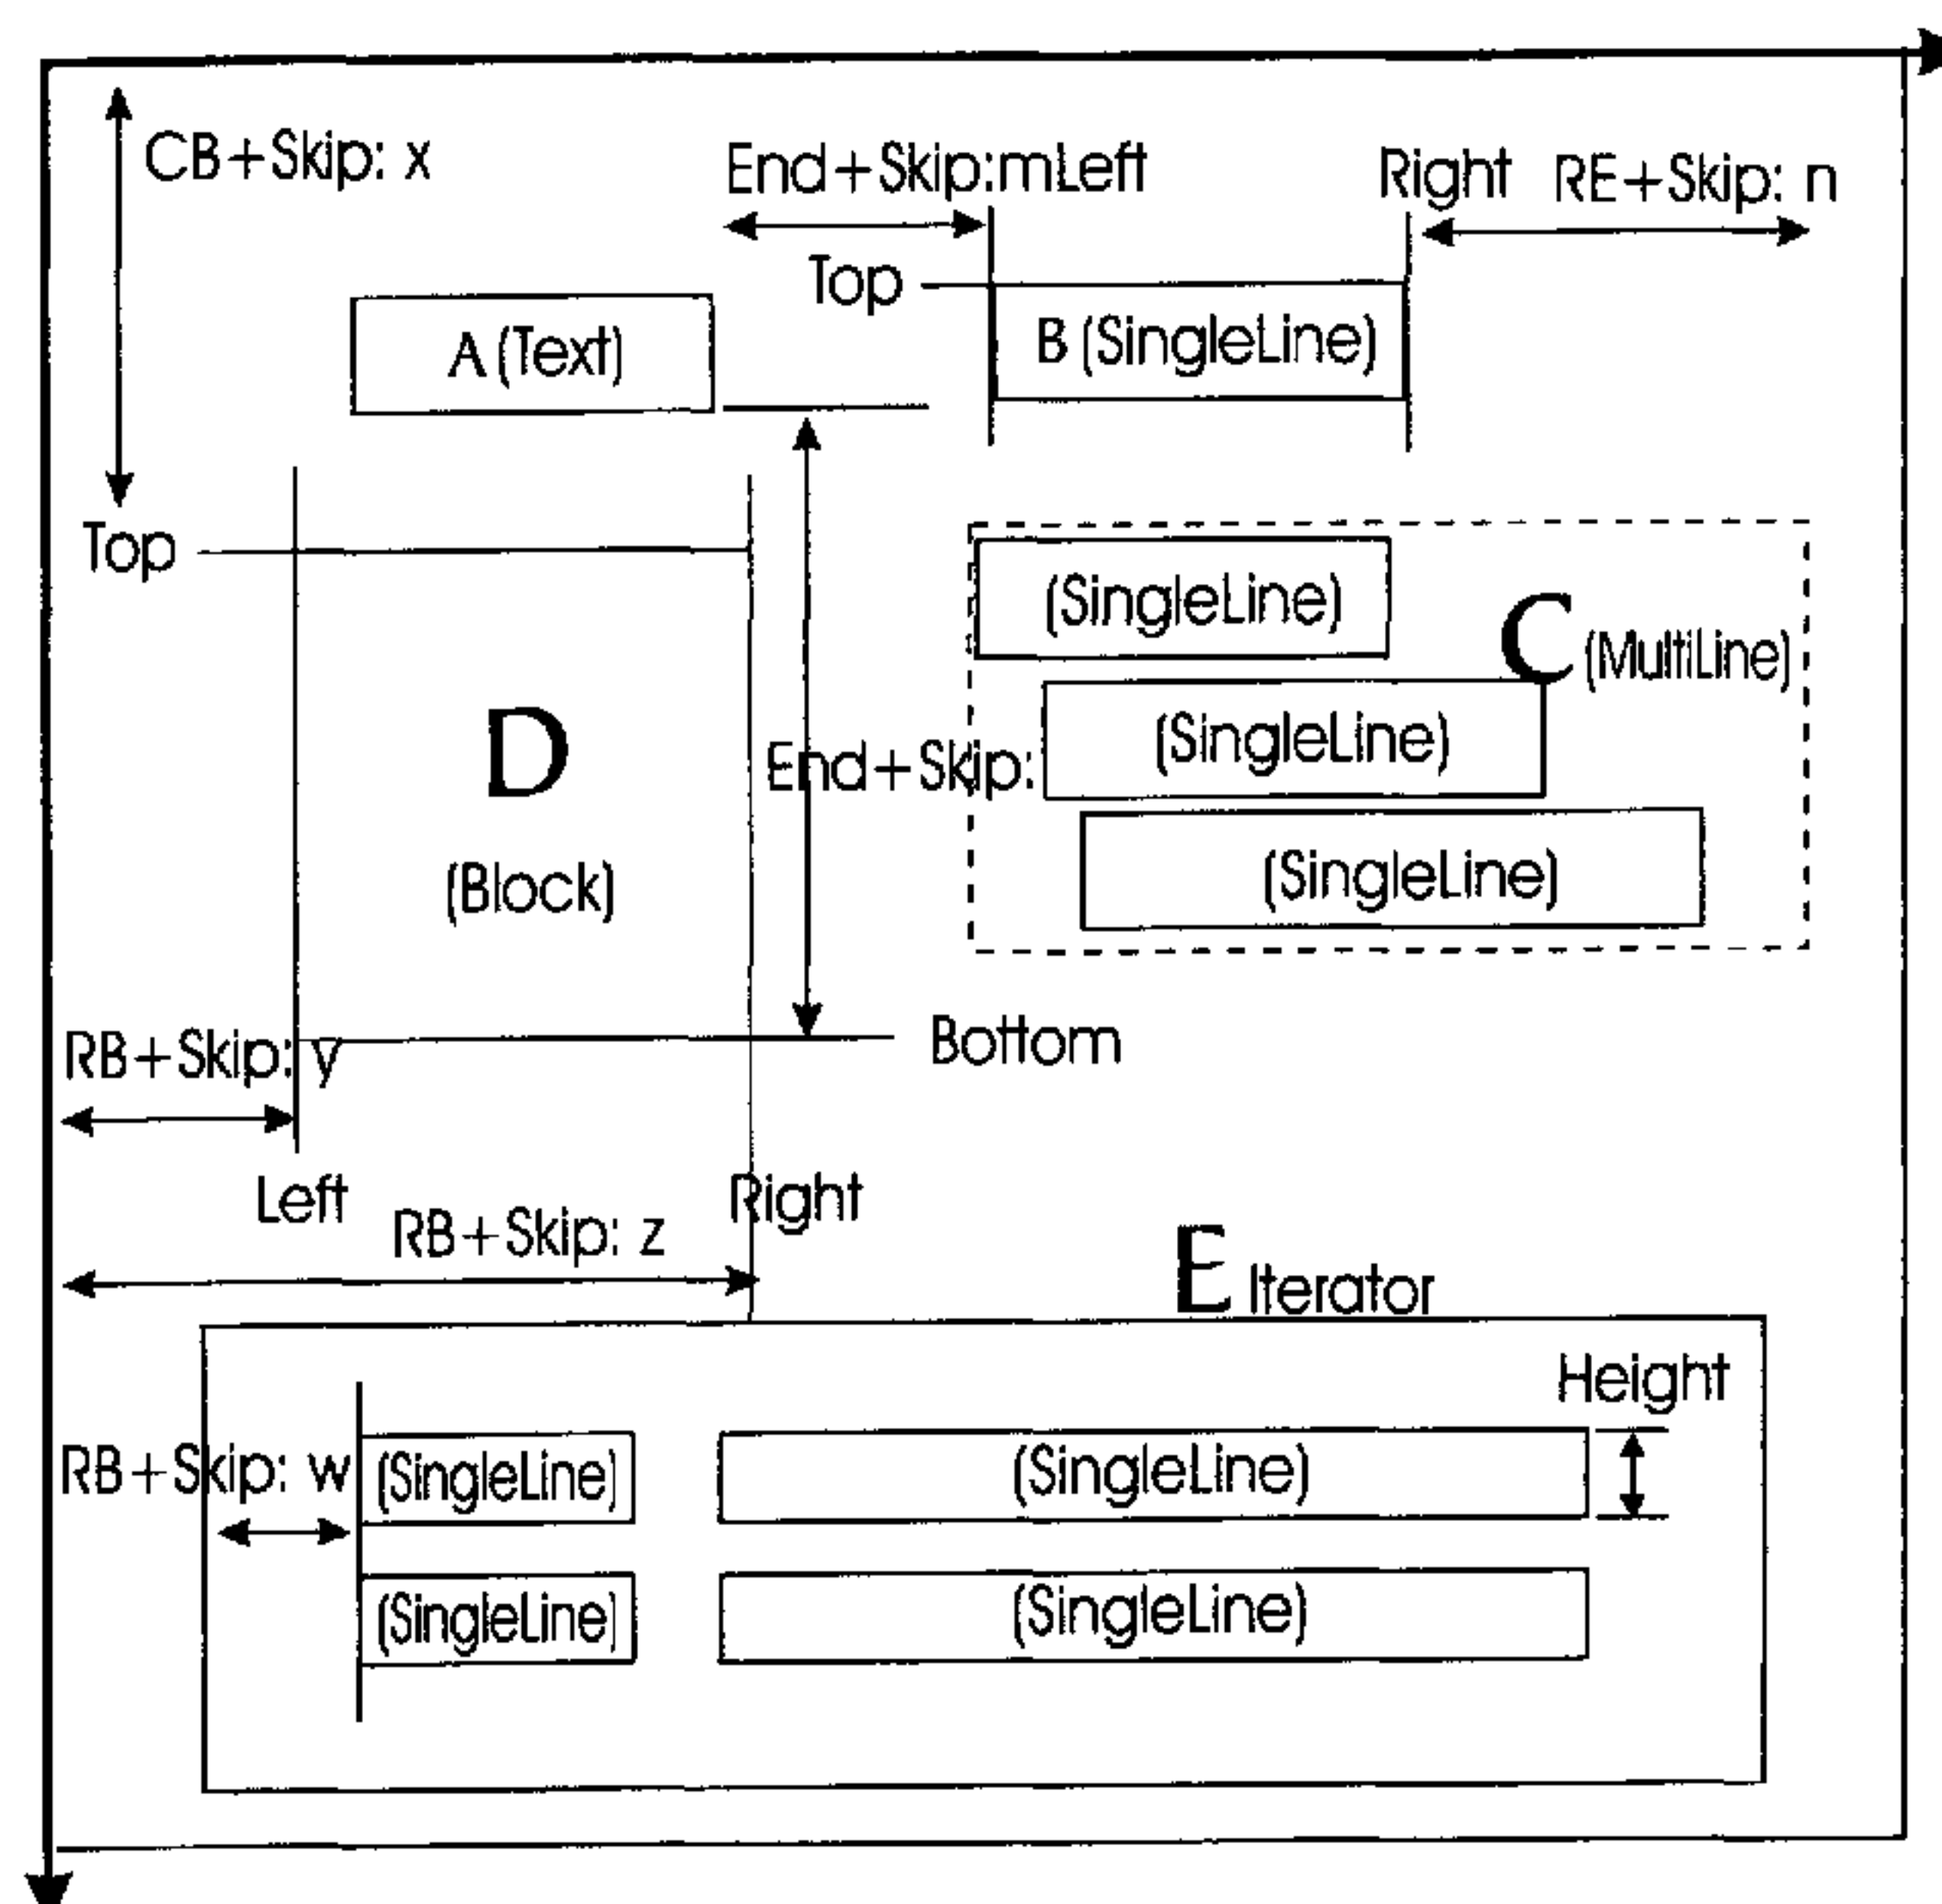 CB+Skip: x
End+Skip:mLeft
Right
RE+Skip: n
Top
A (Text)
B (SingleLine)
Top
(SingleLine)
C (MultiLine)
D
(Block)
End+Skip:
(SingleLine)
(SingleLine)
RB+Skip: y
Bottom
Left
Right
RB+Skip: z
E Iterator
Height
RB+Skip: w
(SingleLine)
(SingleLine)
(SingleLine)
(SingleLine)